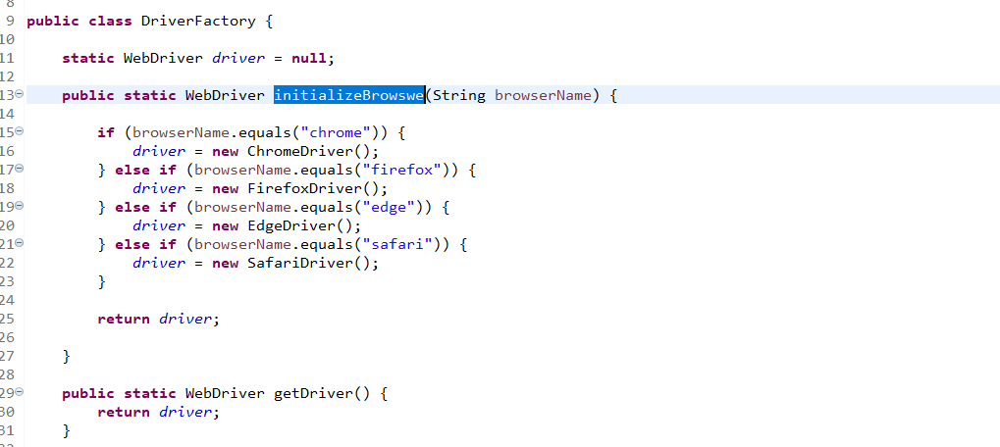 8
9 public class DriverFactory {
10
11 static WebDriver driver = null;
12
13 public static WebDriver initializeBrowswe(String browserName) {
14
15 if (browserName.equals("chrome")) {
16 driver = new ChromeDriver();
17 } else if (browserName.equals("firefox")) {
18 driver = new FirefoxDriver();
19 } else if (browserName.equals("edge")) {
20 driver = new EdgeDriver();
21 } else if (browserName.equals("safari")) {
22 driver = new SafariDriver();
23 }
24
25 return driver;
26
27 }
28
29 public static WebDriver getDriver() {
30 return driver;
31 }